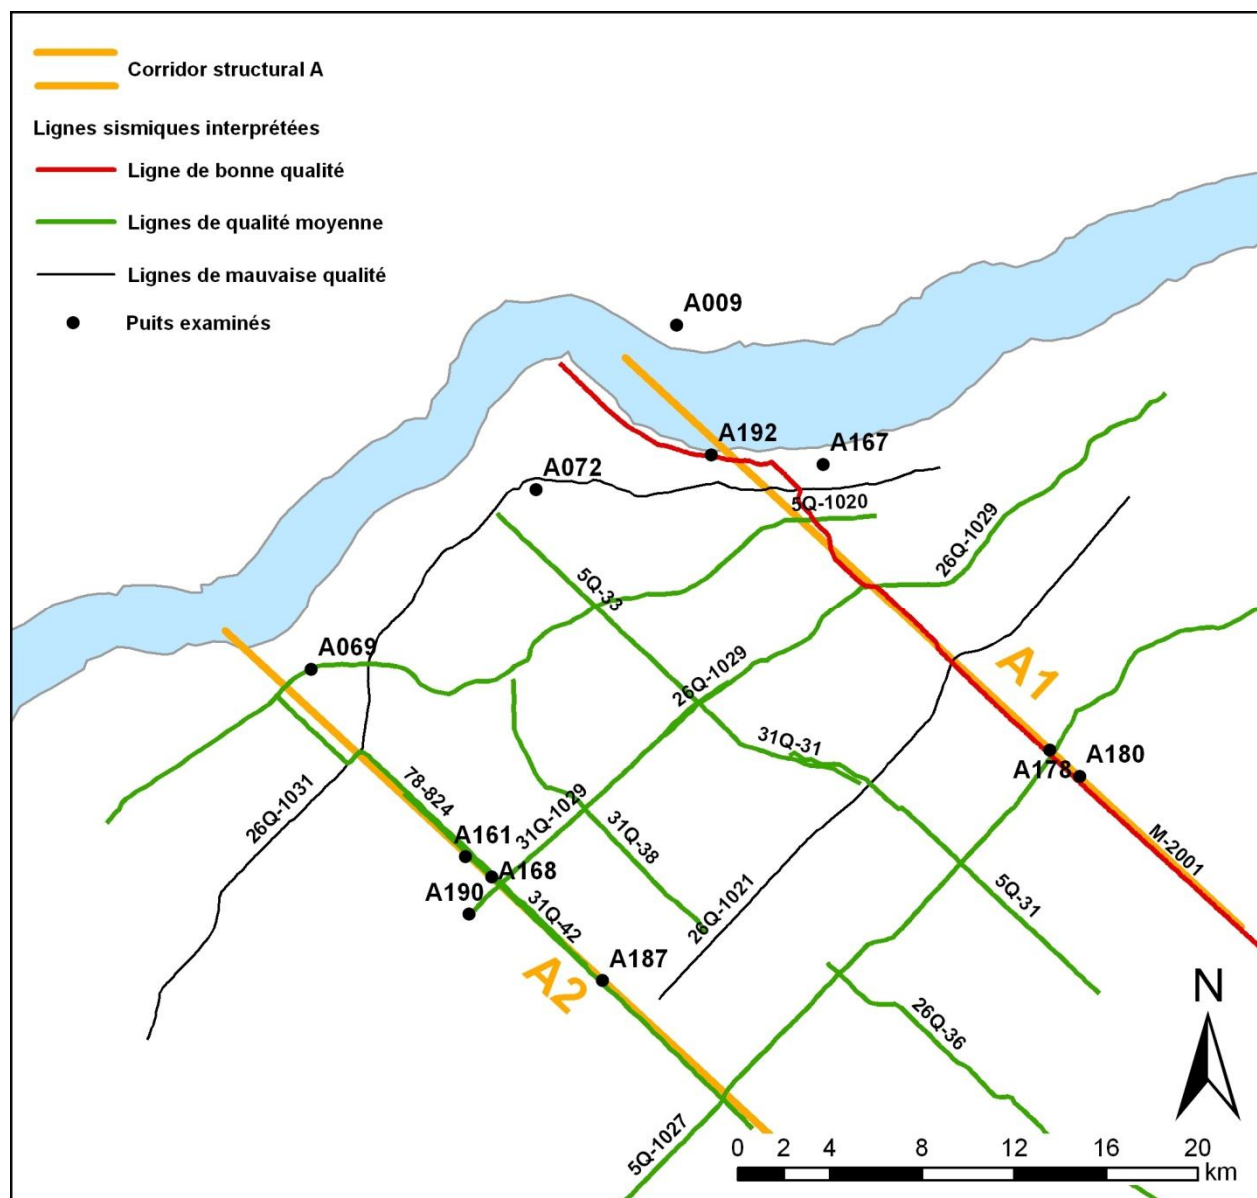 Corridor structural A
Lignes sismiques interprétées
Ligne de bonne qualité
Lignes de qualité moyenne
Lignes de mauvaise qualité
Puits examinés
A009
A192
A167
A072
5Q-1020
26Q-1029
5Q-33
A069
26Q-1029
A1
31Q-31
A178
A180
78-824
26Q-1031
31Q-1029
31Q-38
M-2001
A161
A168
A190
31Q-42
26Q-1021
5Q-31
A187
A2
N
26Q-36
5Q-1027
0 2 4 8 12 16 20
km